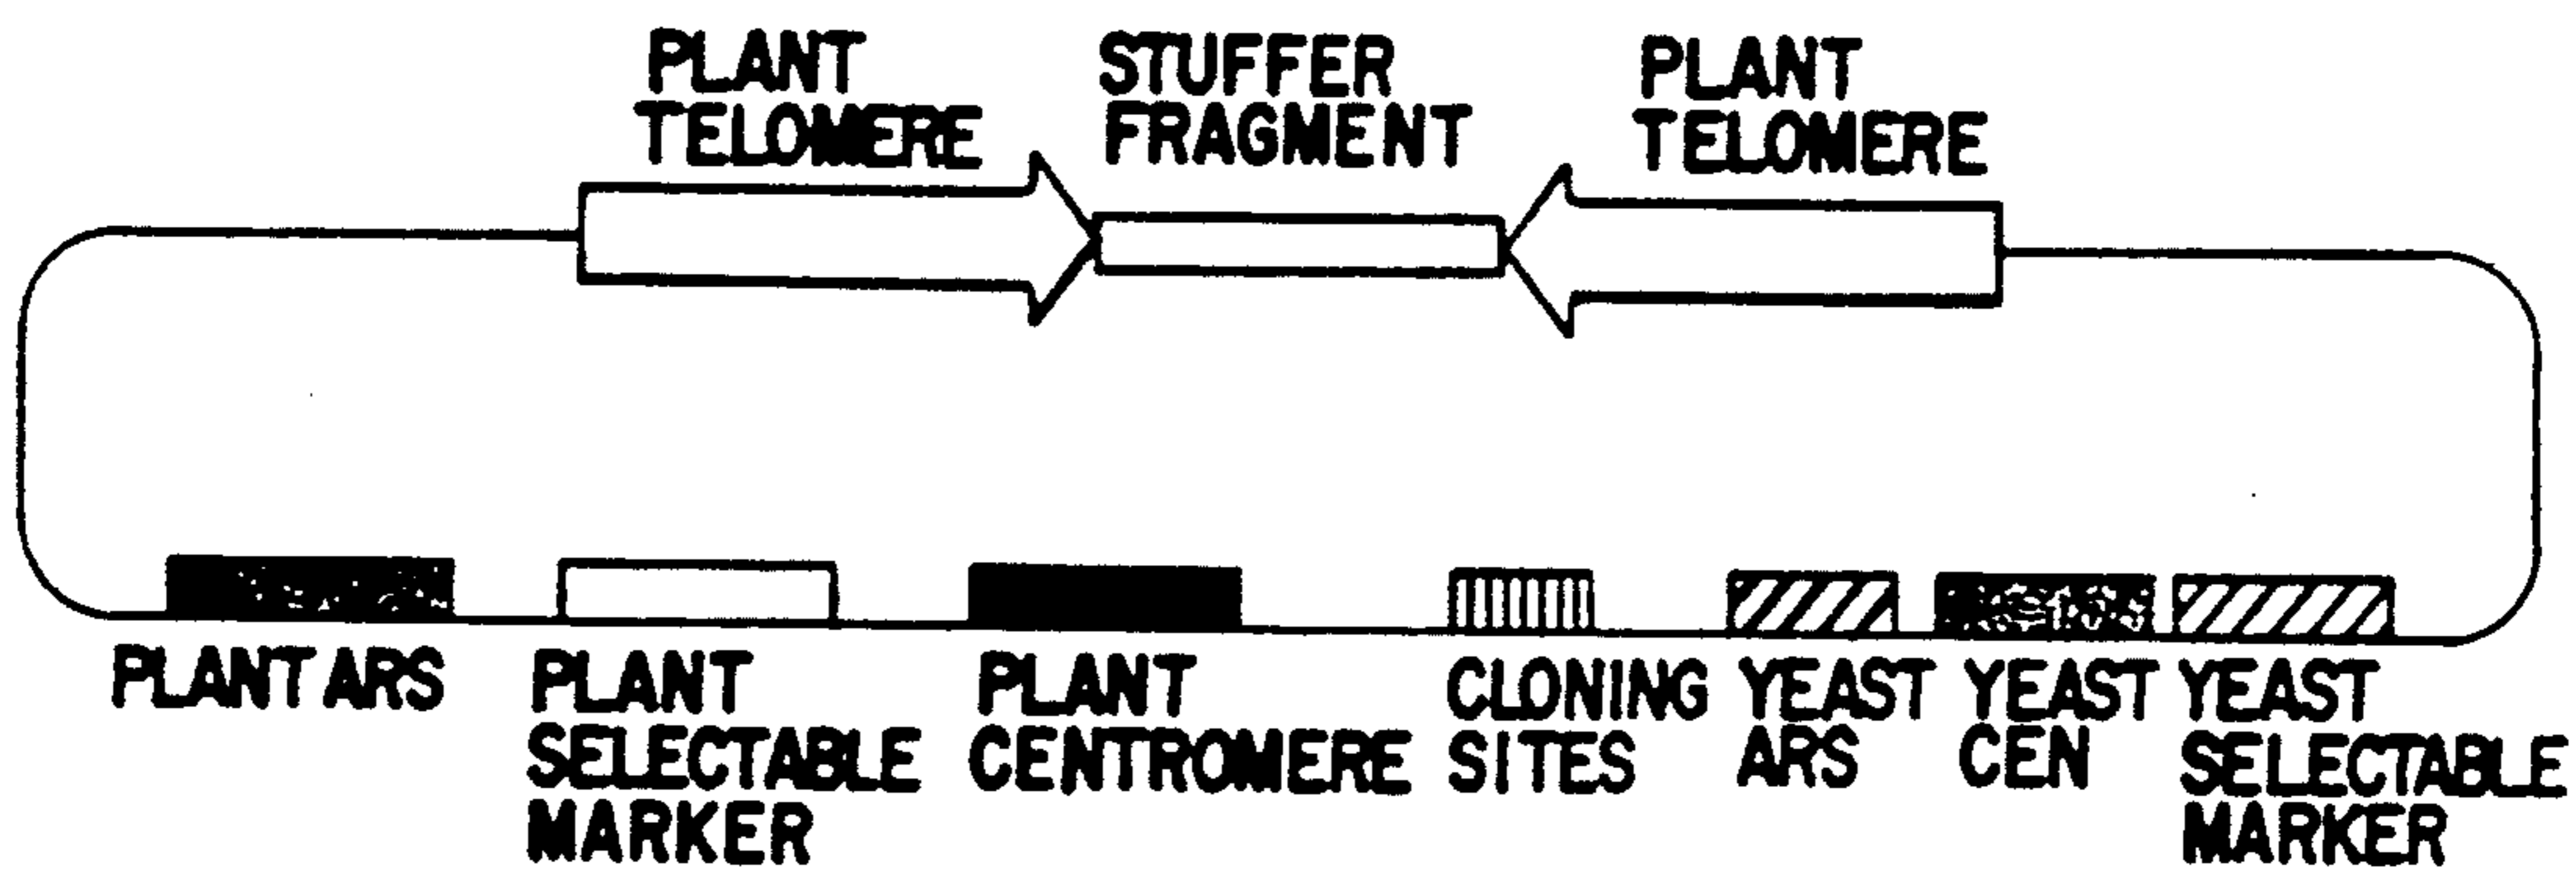 PLANT
TELOMERE
STUFFER
FRAGMENT
PLANT
TELOMERE
PLANT ARS
PLANT
SELECTABLE
MARKER
PLANT
CENTROMERE
CLONING
SITES
YEAST
ARS
YEAST
CEN
YEAST
SELECTABLE
MARKER